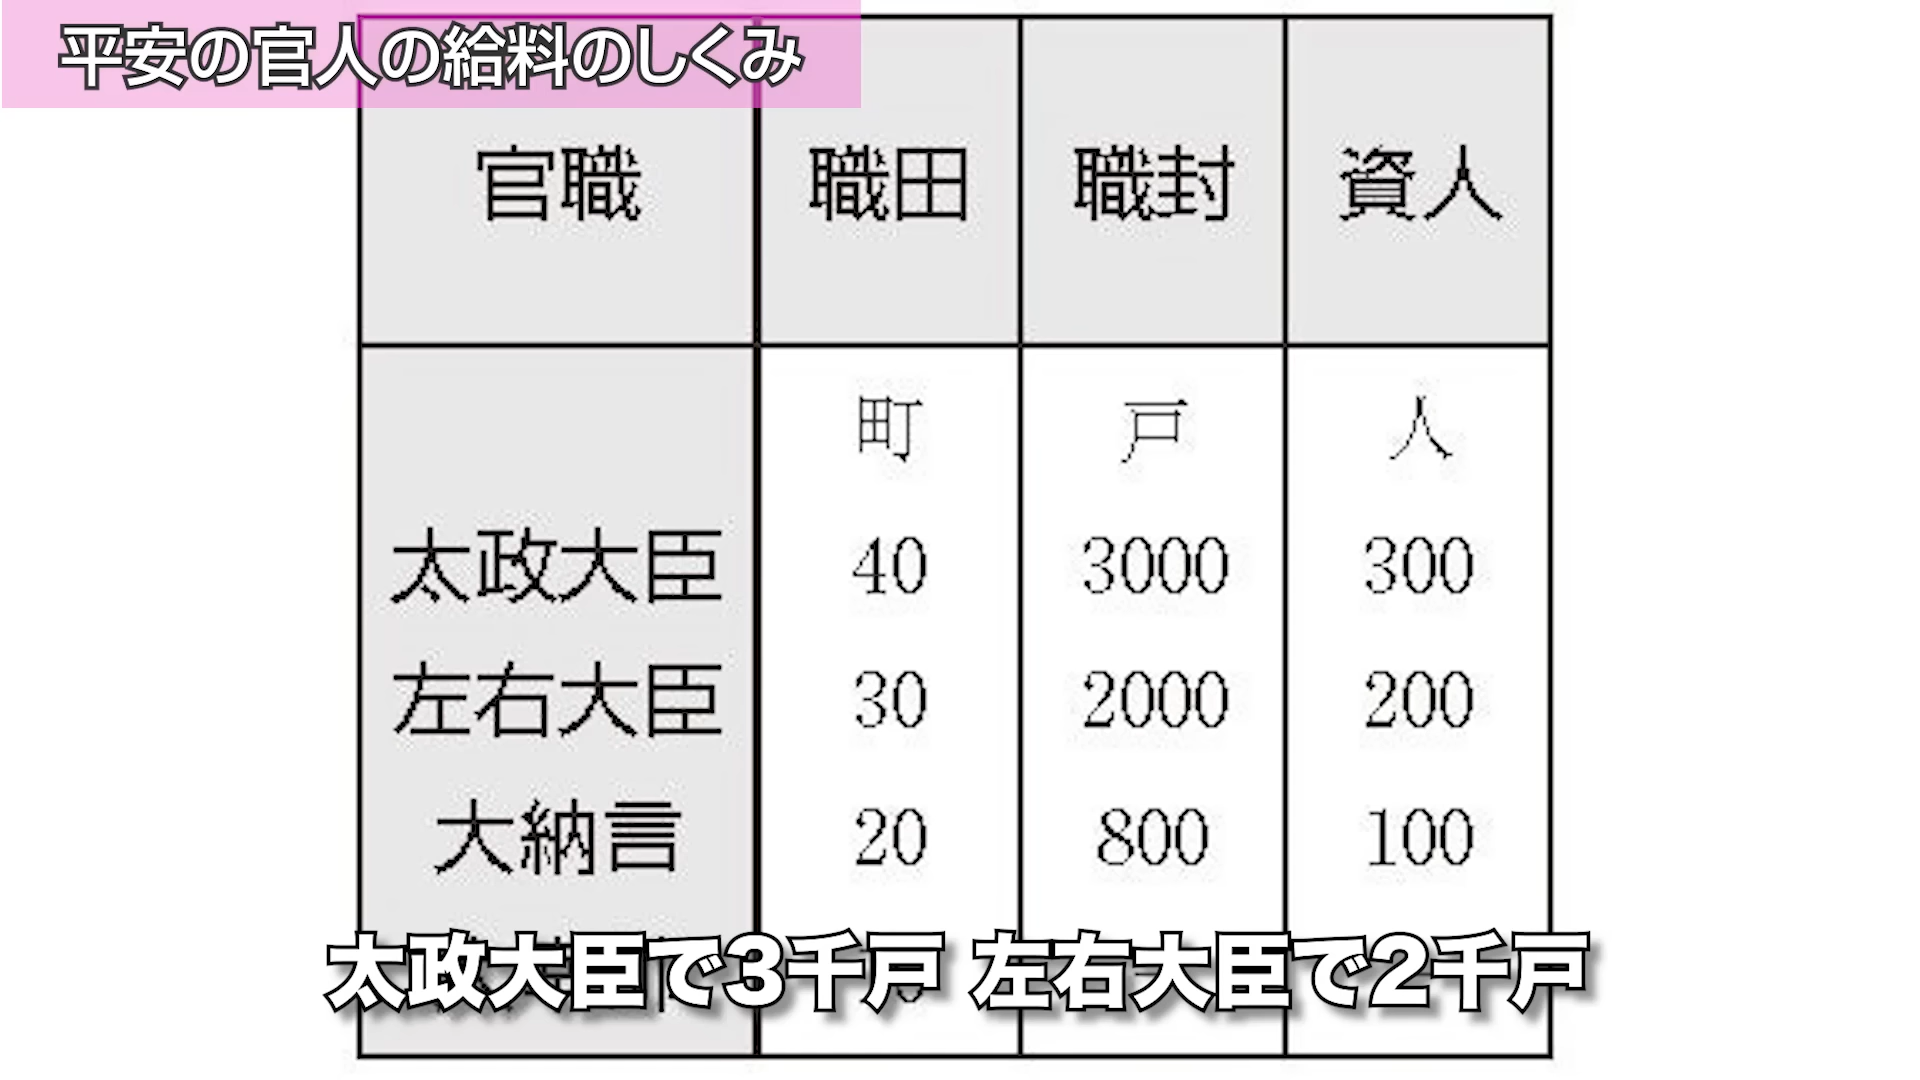 平安の官人の給料のしくみ
官職 職田 職封 資人
町 戸 人
太政大臣 40 3000 300
左右大臣 30 2000 200
大納言 20 800 100
太政大臣で3千戸 左右大臣で2千戸